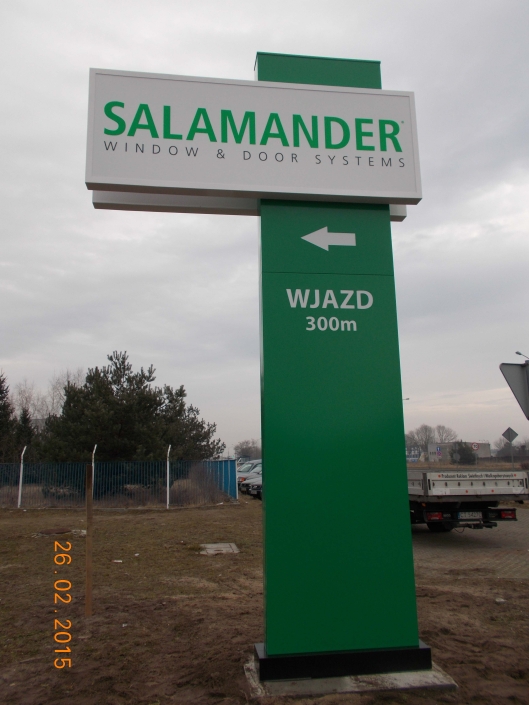 SALAMANDER
WINDOW & DOOR SYSTEMS
WJAZD
300m
26.02.2015